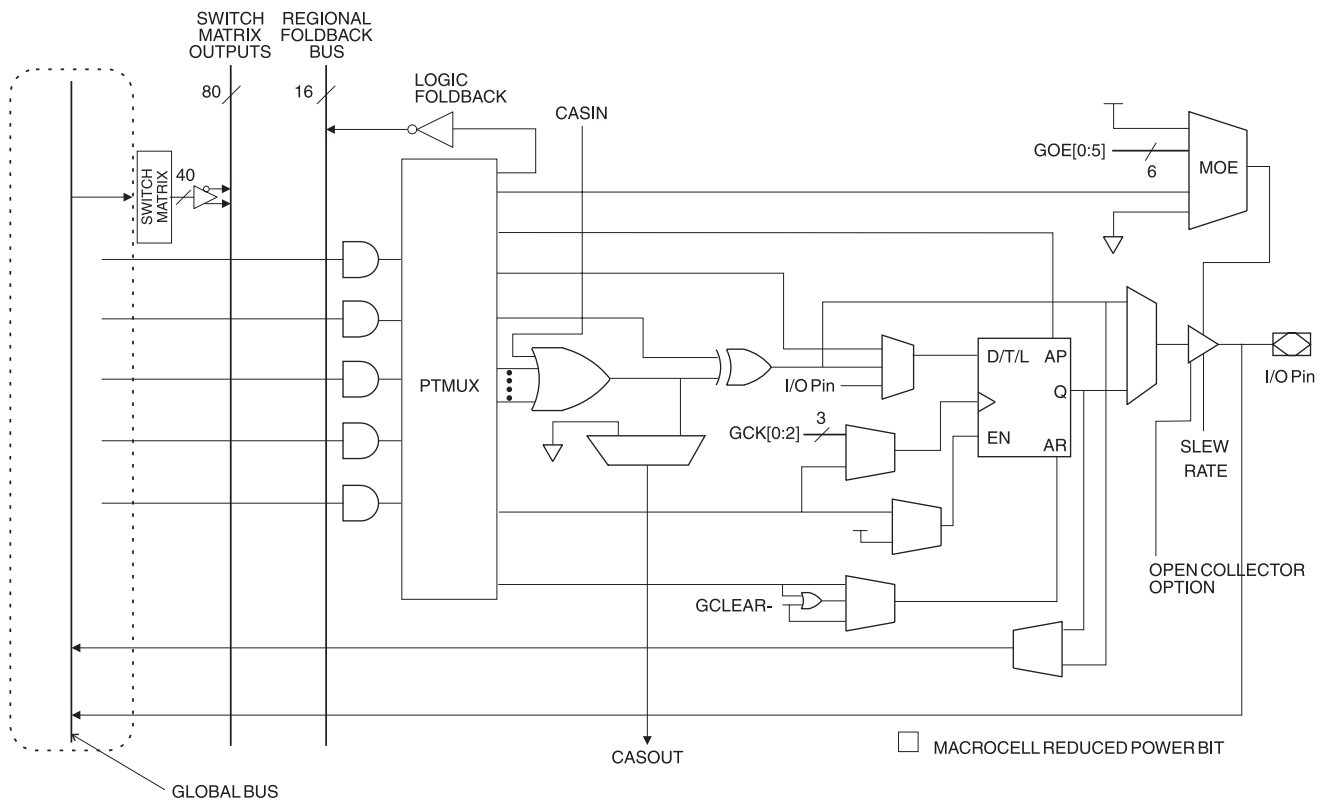 SWITCH
MATRIX
OUTPUTS
REGIONAL
FOLDBACK
BUS
80
16
LOGIC
FOLDBACK
CASIN
GOE[0:5]
6
MOE
SWITCH
MATRIX
40
PTMUX
I/O Pin
D/T/L
AP
Q
EN
AR
GCK[0:2]
3
I/O Pin
SLEW
RATE
OPEN COLLECTOR
OPTION
GCLEAR-
CASOUT
MACROCELL REDUCED POWER BIT
GLOBAL BUS